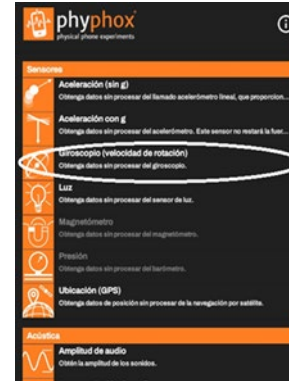 phyphox
physical phone experiments
Sensores
Aceleración (sin g)
Obtenga datos sin procesar del llamado acelerómetro lineal, que proporcion...
Aceleración con g
Obtenga datos sin procesar del acelerómetro. Este sensor no restará la fuer...
Giroscopio (velocidad de rotación)
Obtenga datos sin procesar del giroscopio.
Luz
Obtenga datos sin procesar del sensor de luz.
Magnetómetro
Obtenga datos sin procesar del magnetómetro.
Presión
Obtenga datos sin procesar del barómetro.
Ubicación (GPS)
Obtenga datos de posición sin procesar de la navegación por satélite.
Acústica
Amplitud de audio
Obtén la amplitud de los sonidos.